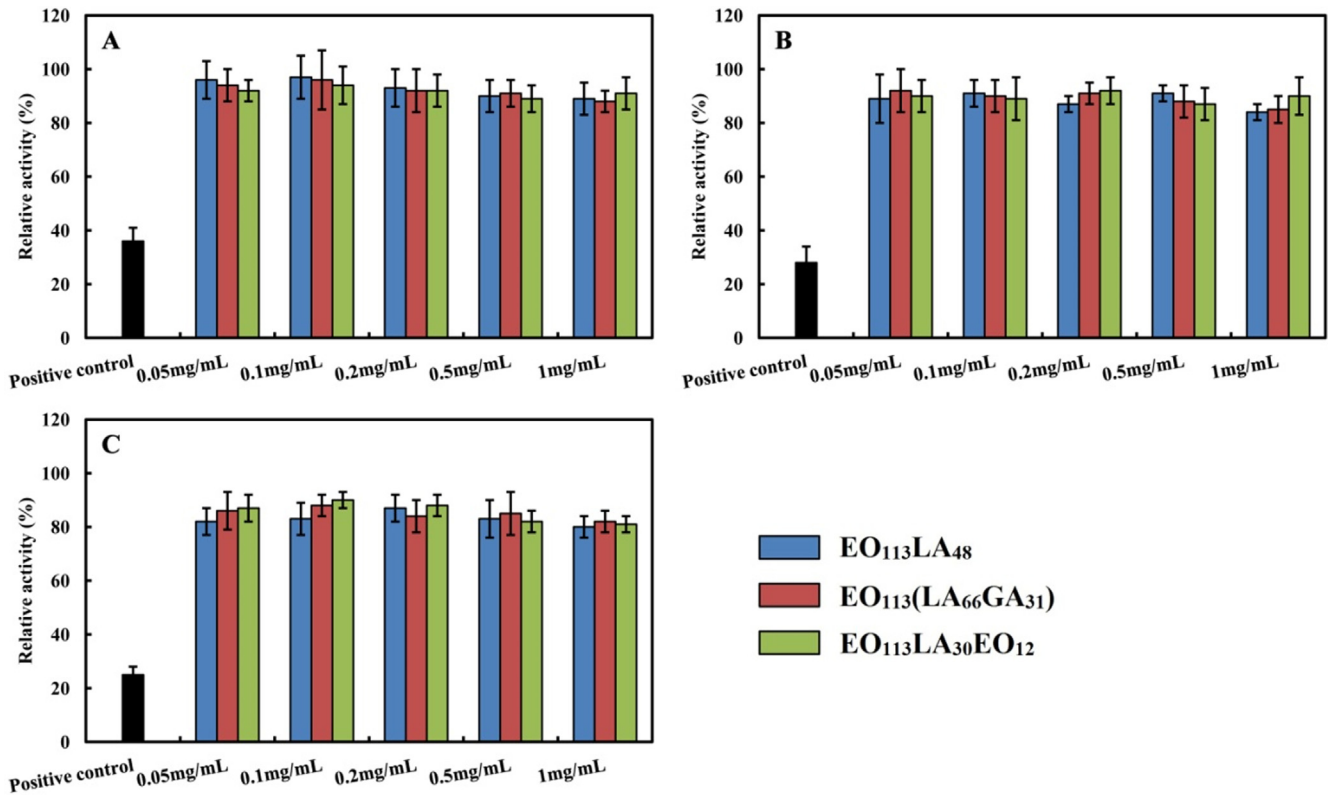 A
Relative activity (%)
120
100
80
60
40
20
0
Positive control
0.05mg/mL
0.1mg/mL
0.2mg/mL
0.5mg/mL
1mg/mL
B
Relative activity (%)
120
100
80
60
40
20
0
Positive control
0.05mg/mL
0.1mg/mL
0.2mg/mL
0.5mg/mL
1mg/mL
C
Relative activity (%)
120
100
80
60
40
20
0
Positive control
0.05mg/mL
0.1mg/mL
0.2mg/mL
0.5mg/mL
1mg/mL
EO₁₁₃LA₄₈
EO₁₁₃(LA₆₆GA₃₁)
EO₁₁₃LA₃₀EO₁₂